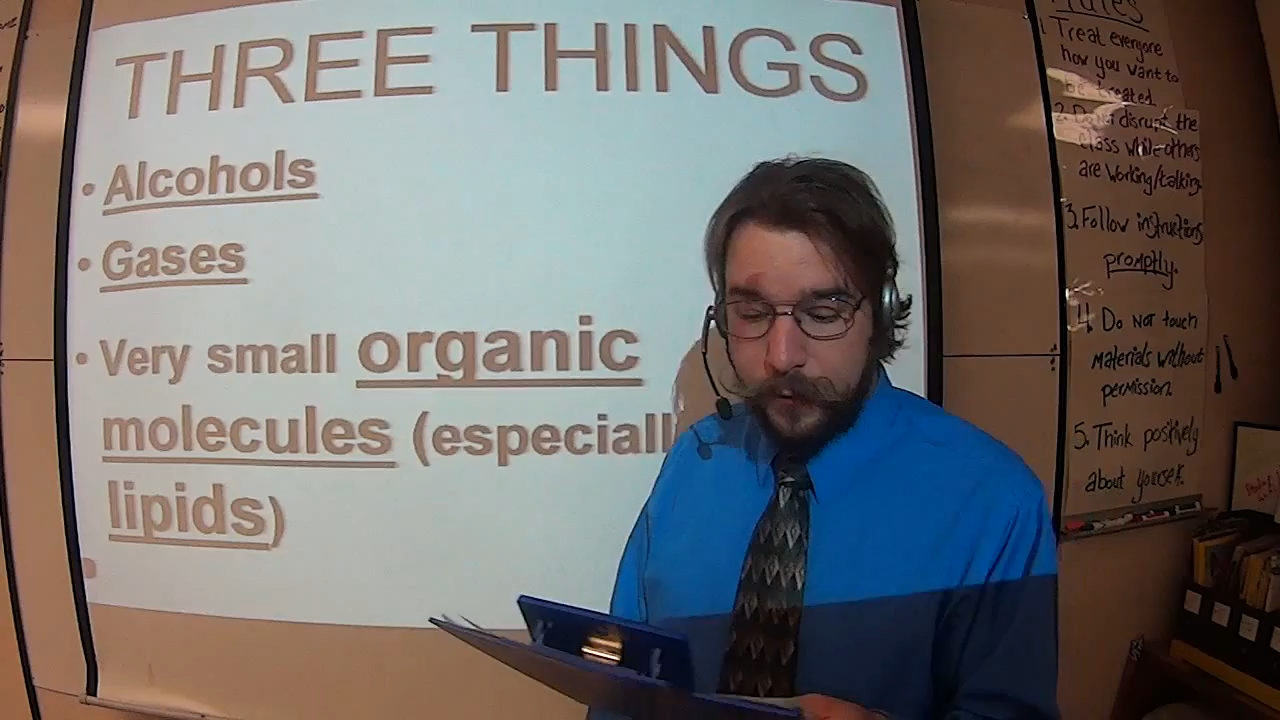 THREE THINGS
• Alcohols
• Gases
• Very small organic
molecules (especiall
lipids)
Rules
1. Treat everyone
how you want to
be treated.
2. Do Not disrupt the
class while others
are working/talking
3. Follow instructions
promptly.
4. Do Not touch
materials without
permission.
5. Think positively
about yourself.